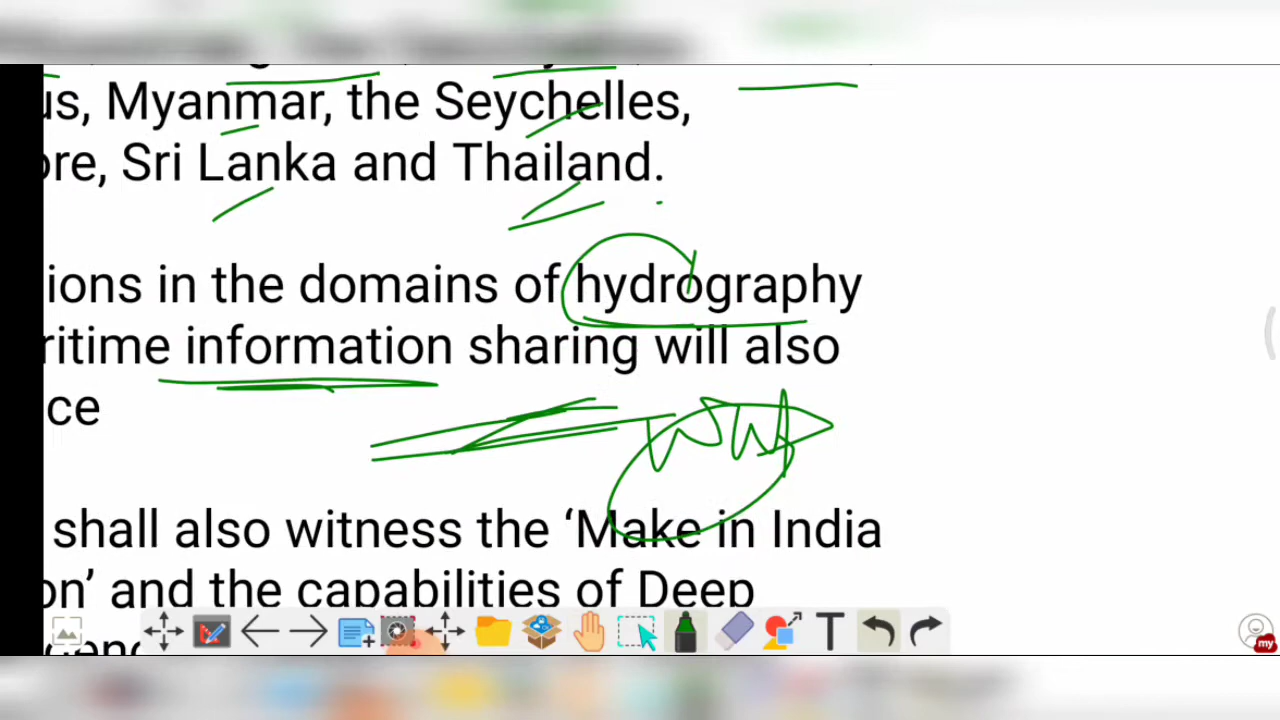 us, Myanmar, the Seychelles,
ore, Sri Lanka and Thailand.
ions in the domains of hydrography
ritime information sharing will also
ce
shall also witness the ‘Make in India
on’ and the capabilities of Deep
T
my